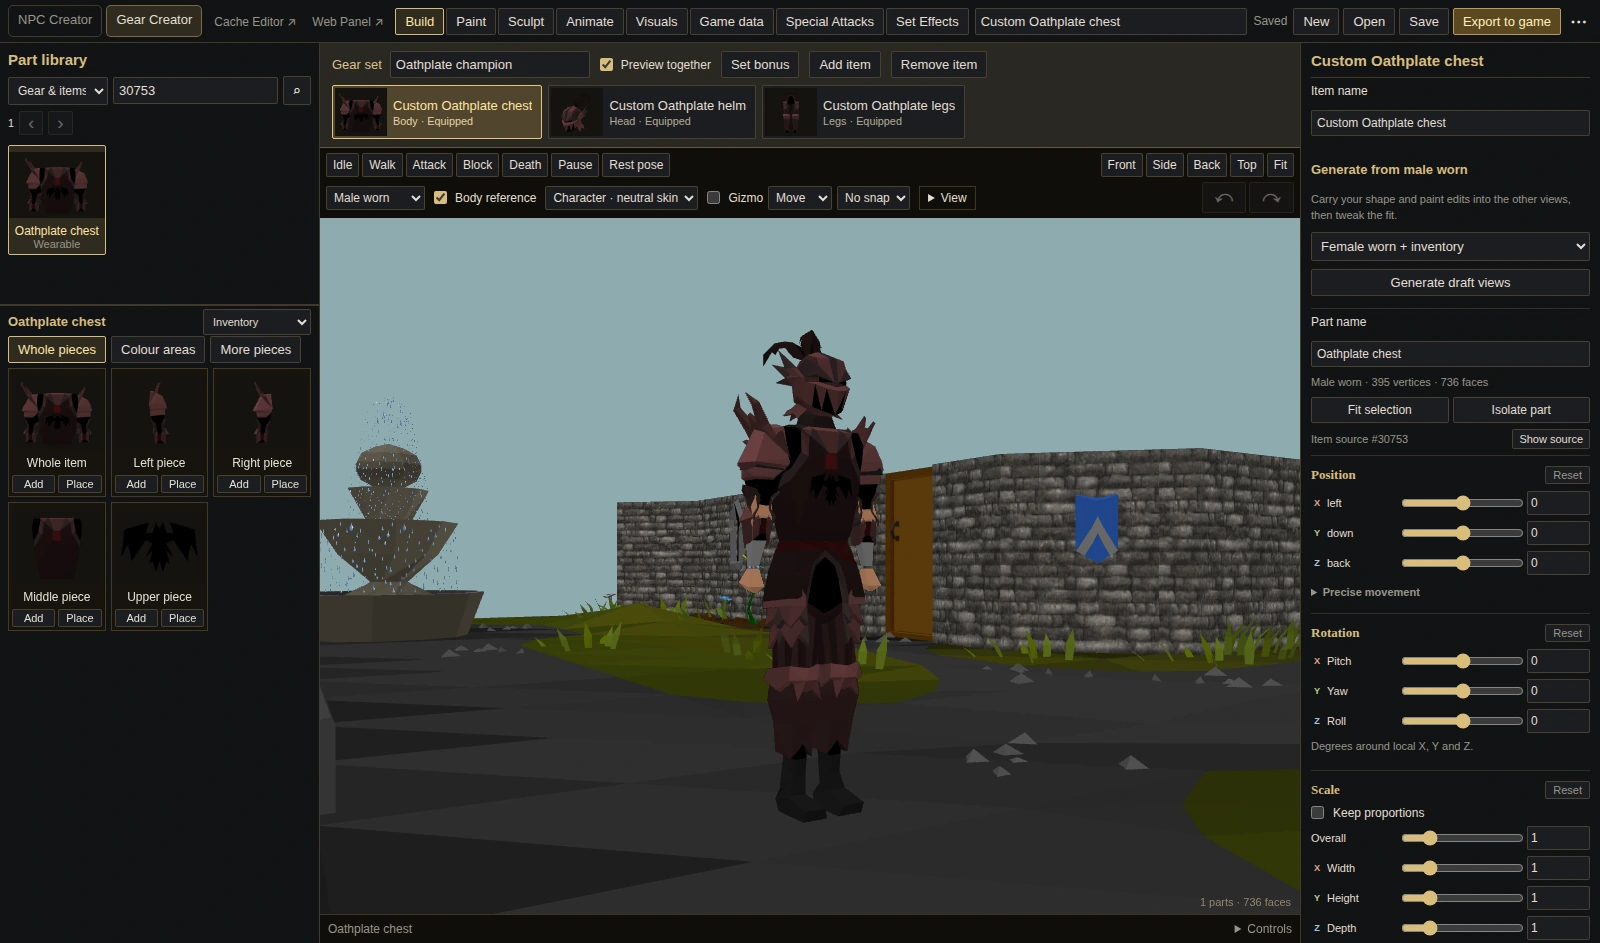 NPC Creator
Gear Creator
Cache Editor ↗
Web Panel ↗
Build
Paint
Sculpt
Animate
Visuals
Game data
Special Attacks
Set Effects
Custom Oathplate chest
Saved
New
Open
Save
Export to game
Part library
Gear & items
30753
1
Oathplate chest
Wearable
Oathplate chest
Inventory
Whole pieces
Colour areas
More pieces
Whole item
Add
Place
Left piece
Add
Place
Right piece
Add
Place
Middle piece
Add
Place
Upper piece
Add
Place
Gear set
Oathplate champion
Preview together
Set bonus
Add item
Remove item
Custom Oathplate chest
Body · Equipped
Custom Oathplate helm
Head · Equipped
Custom Oathplate legs
Legs · Equipped
Idle
Walk
Attack
Block
Death
Pause
Rest pose
Front
Side
Back
Top
Fit
Male worn
Body reference
Character · neutral skin
Gizmo
Move
No snap
View
1 parts · 736 faces
Oathplate chest
Controls
Custom Oathplate chest
Item name
Custom Oathplate chest
Generate from male worn
Carry your shape and paint edits into the other views,
then tweak the fit.
Female worn + inventory
Generate draft views
Part name
Oathplate chest
Male worn · 395 vertices · 736 faces
Fit selection
Isolate part
Item source #30753
Show source
Position
Reset
X left
0
Y down
0
Z back
0
Precise movement
Rotation
Reset
X Pitch
0
Y Yaw
0
Z Roll
0
Degrees around local X, Y and Z.
Scale
Reset
Keep proportions
Overall
1
X Width
1
Y Height
1
Z Depth
1